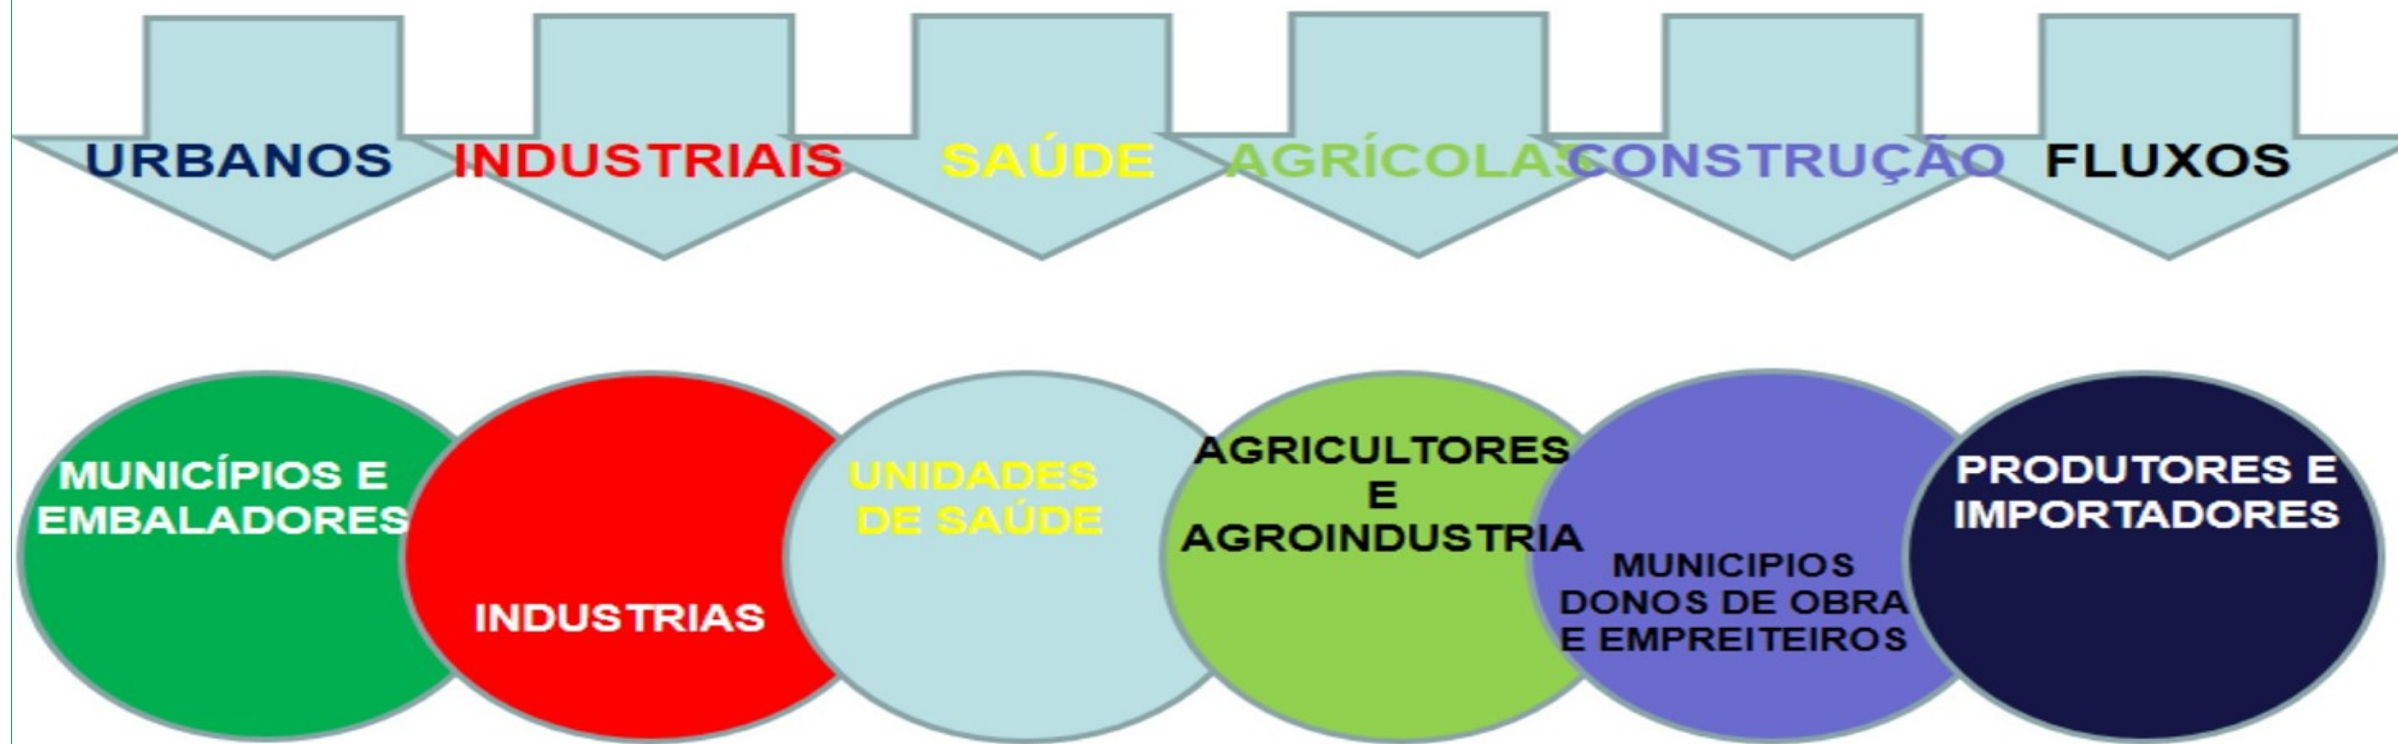 URBANOS
INDUSTRIAIS
SAÚDE
AGRÍCOLAS
CONSTRUÇÃO
FLUXOS
MUNICÍPIOS E
EMBALADORES
INDUSTRIAS
UNIDADES
DE SAÚDE
AGRICULTORES
E
AGROINDUSTRIA
MUNICIPIOS
DONOS DE OBRA
E EMPREITEIROS
PRODUTORES E
IMPORTADORES